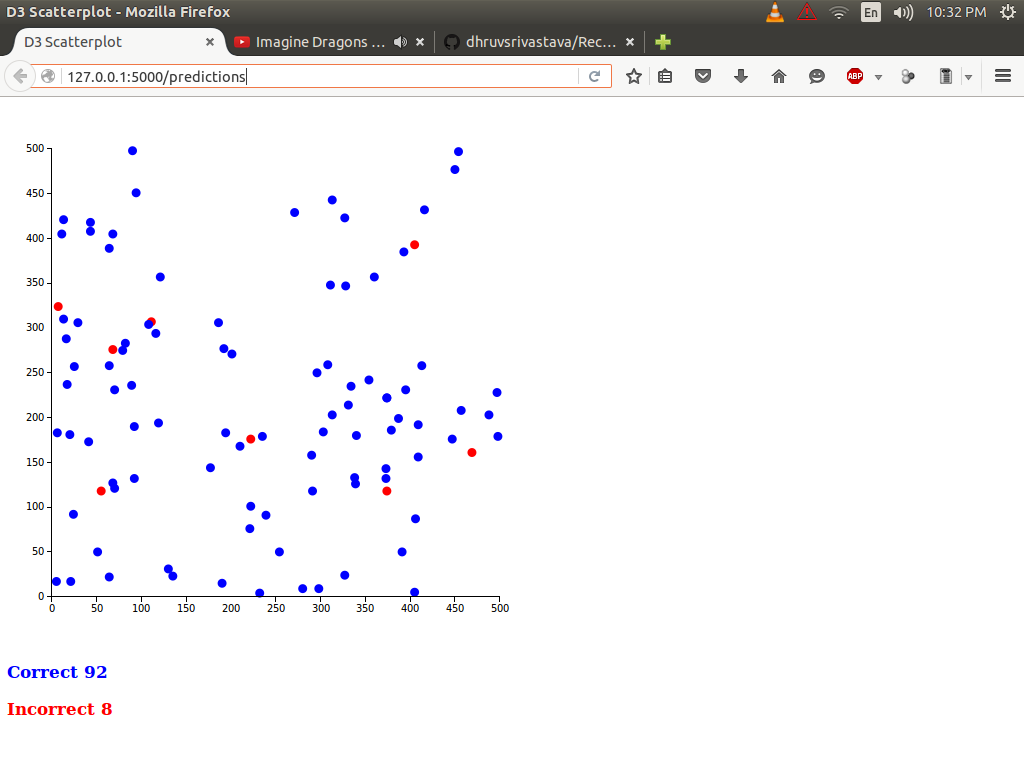 D3 Scatterplot - Mozilla Firefox
En
10:32 PM
D3 Scatterplot
Imagine Dragons ...
dhruvsrivastava/Rec...
127.0.0.1:5000/predictions
ABP
500
450
400
350
300
250
200
150
100
50
0
0 50 100 150 200 250 300 350 400 450 500
Correct 92
Incorrect 8